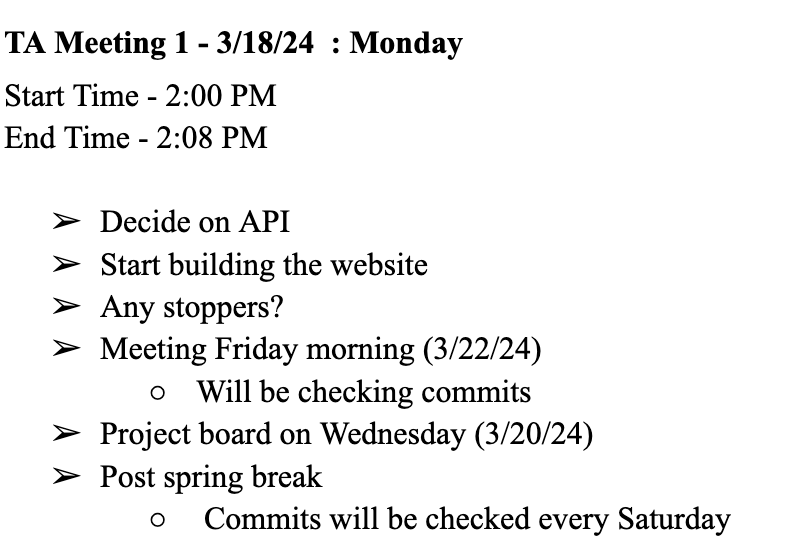 TA Meeting 1 - 3/18/24 : Monday
Start Time - 2:00 PM
End Time - 2:08 PM
➢ Decide on API
➢ Start building the website
➢ Any stoppers?
➢ Meeting Friday morning (3/22/24)
○ Will be checking commits
➢ Project board on Wednesday (3/20/24)
➢ Post spring break
○ Commits will be checked every Saturday